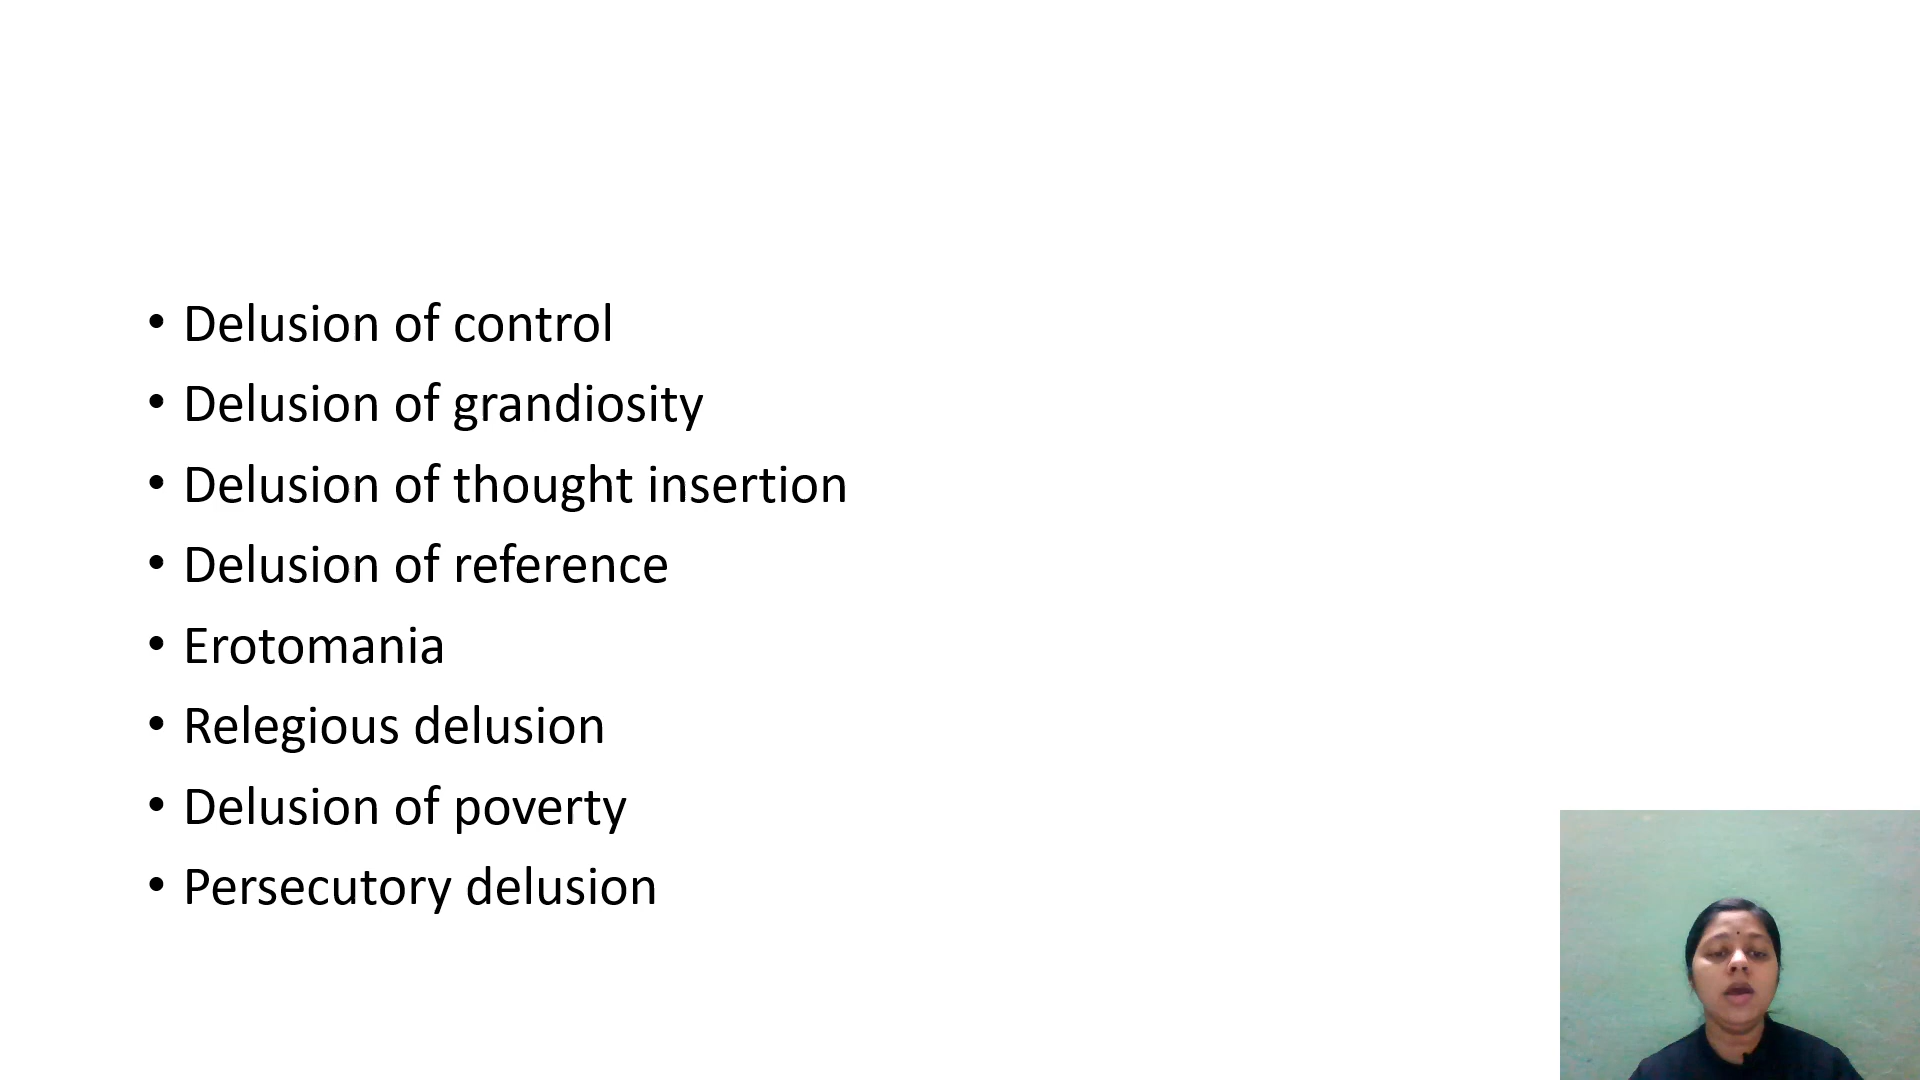 • Delusion of control
• Delusion of grandiosity
• Delusion of thought insertion
• Delusion of reference
• Erotomania
• Relegious delusion
• Delusion of poverty
• Persecutory delusion